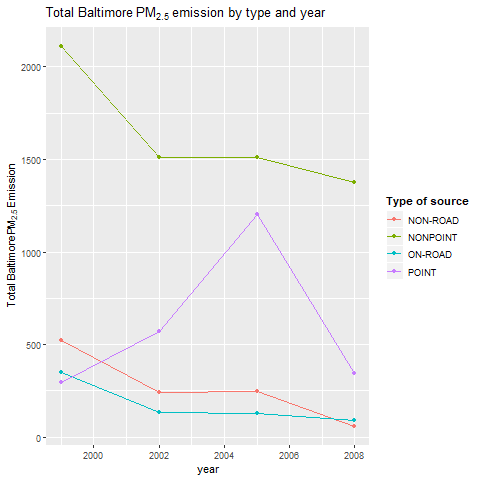 Total Baltimore PM2.5 emission by type and year
Total Baltimore PM2.5 Emission
2000
1500
1000
500
0
2000 2002 2004 2006 2008
year
Type of source
NON-ROAD
NONPOINT
ON-ROAD
POINT